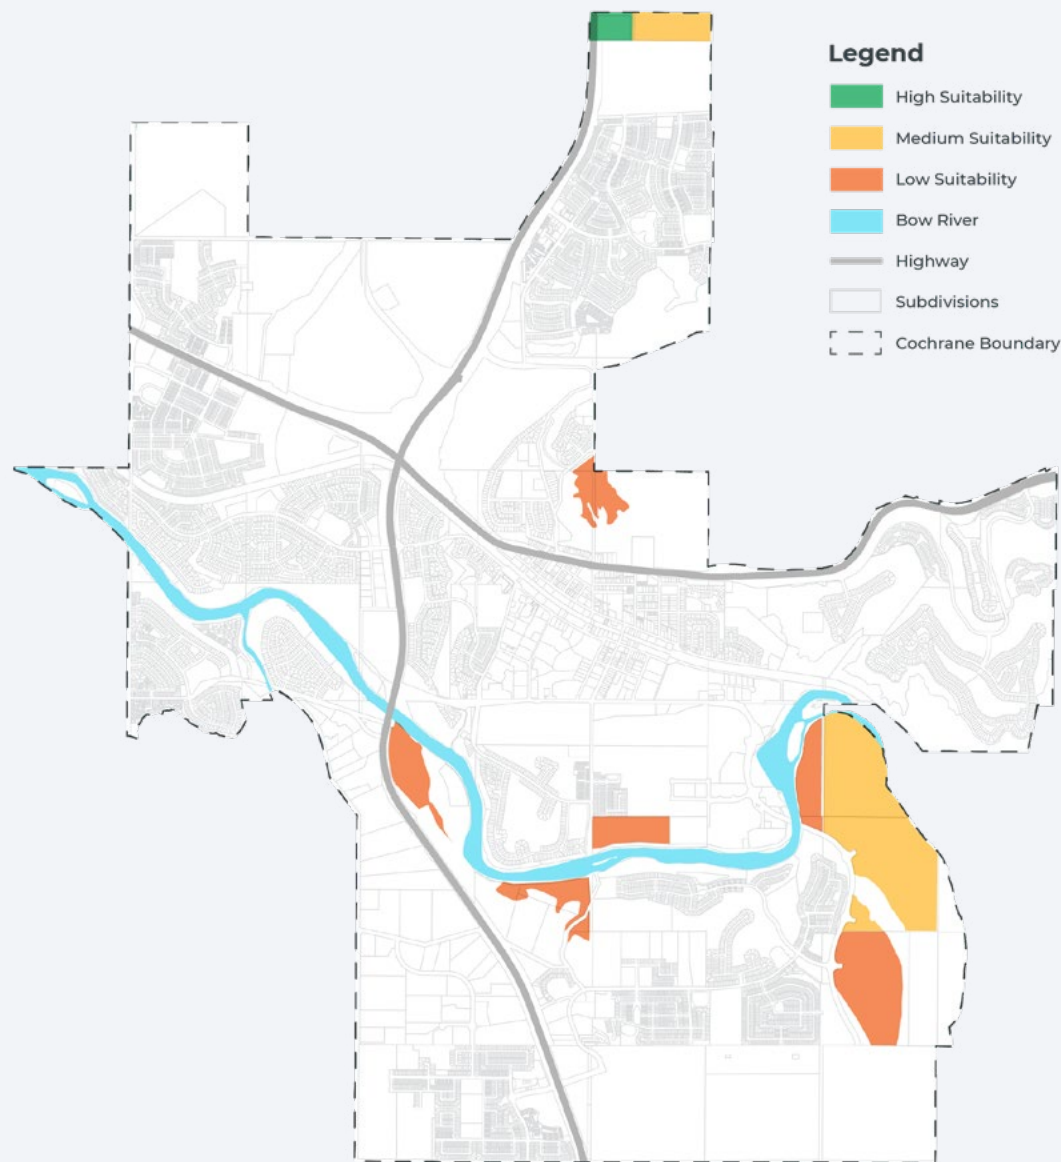 Legend
High Suitability
Medium Suitability
Low Suitability
Bow River
Highway
Subdivisions
Cochrane Boundary